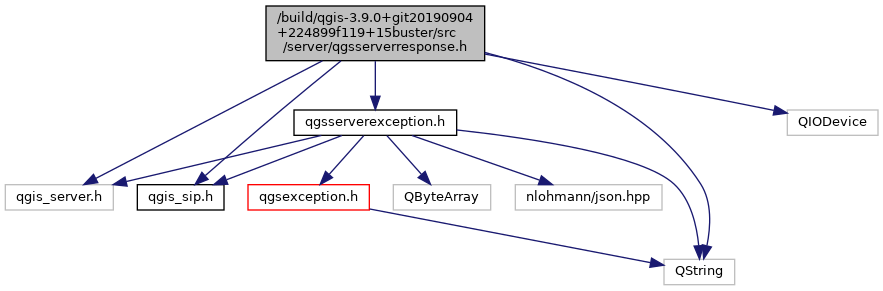 /build/qgis-3.9.0+git20190904
+224899f119+15buster/src
/server/qgsserverresponse.h
qgsserverexception.h
QIODevice
qgis_server.h
qgis_sip.h
qgsexception.h
QByteArray
nlohmann/json.hpp
QString